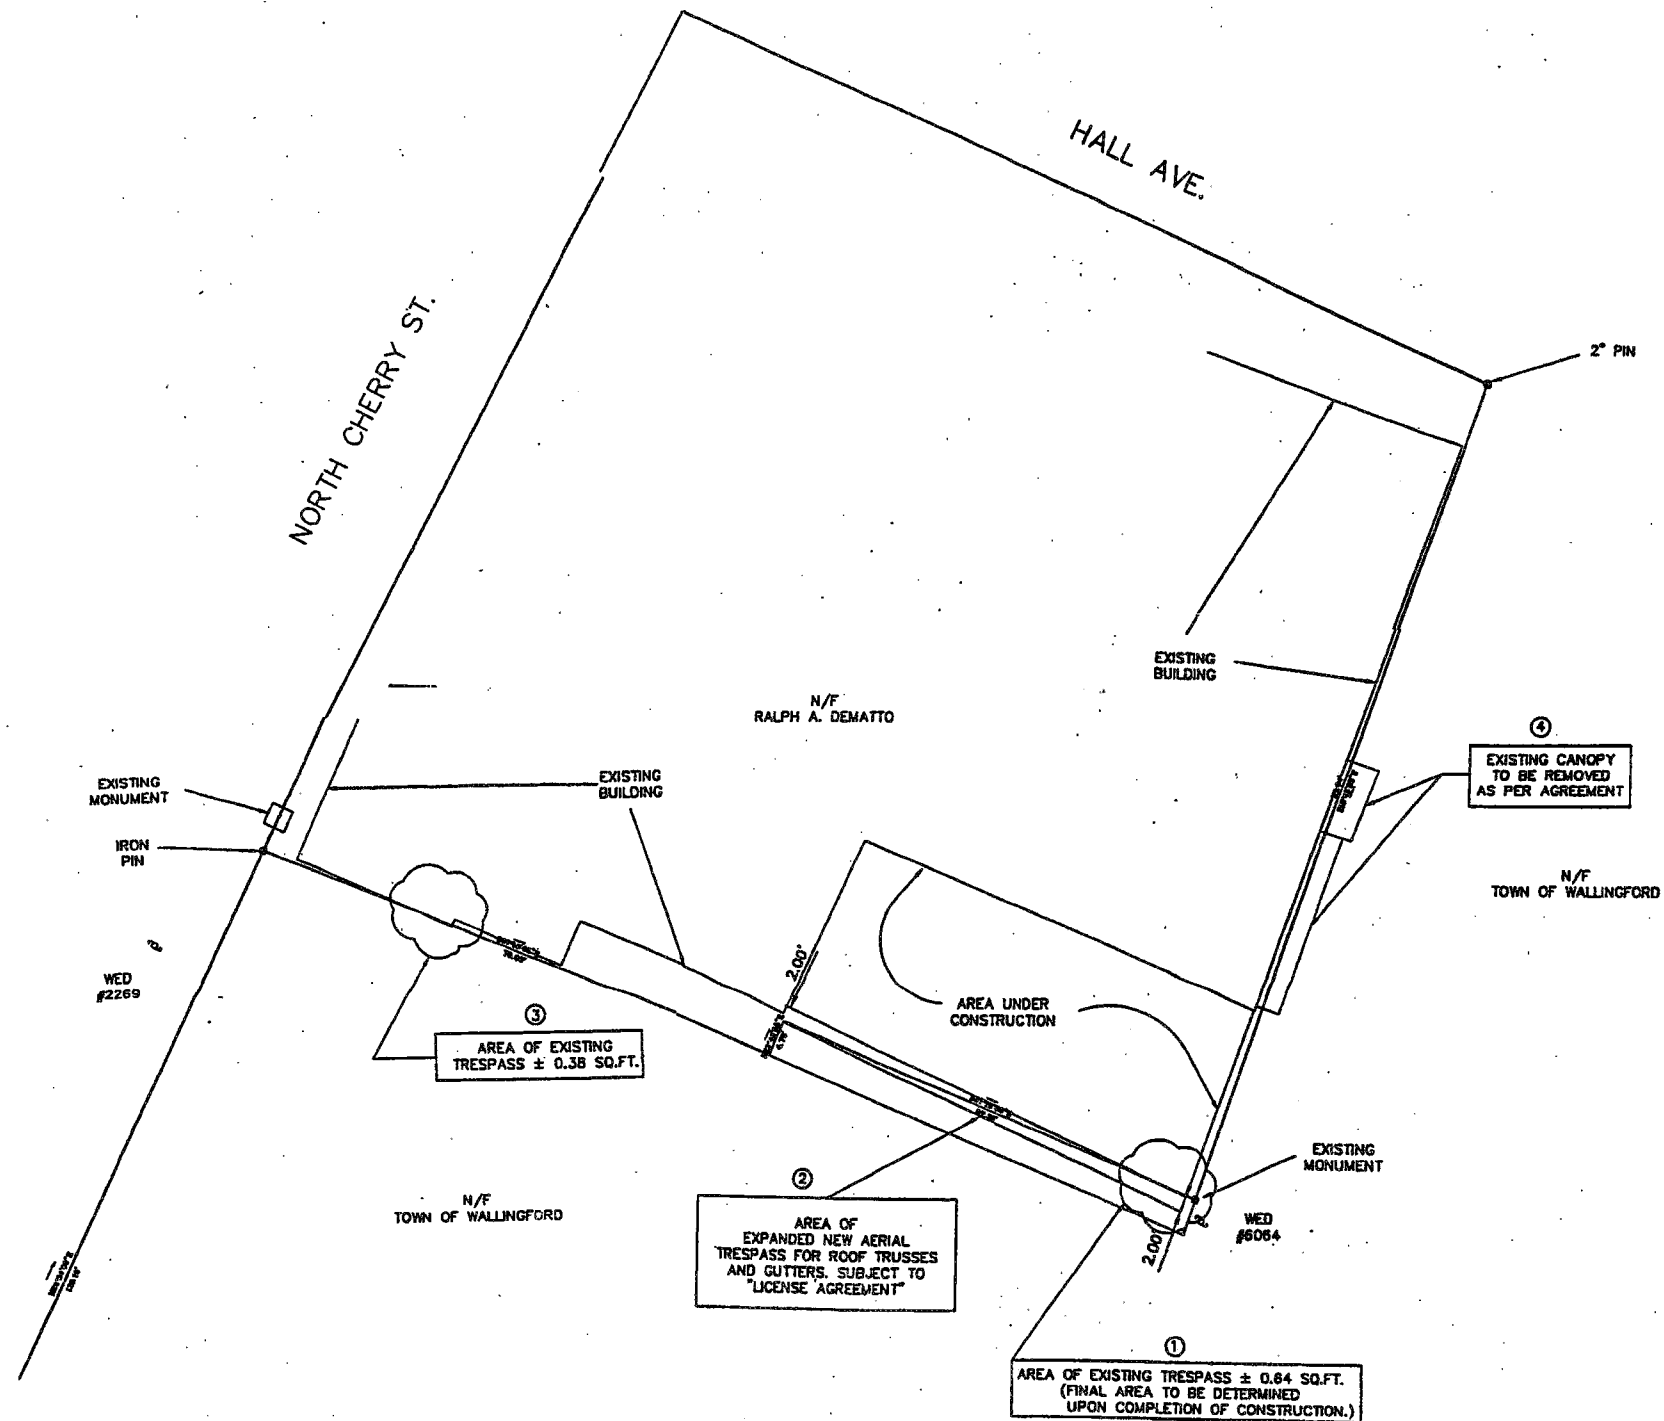 HALL AVE.
NORTH CHERRY ST.
2" PIN
EXISTING
BUILDING
N/F
RALPH A. DEMATTO
④
EXISTING CANOPY
TO BE REMOVED
AS PER AGREEMENT
EXISTING
MONUMENT
EXISTING
BUILDING
IRON
PIN
N/F
TOWN OF WALLINGFORD
2.00'
WED
#2269
AREA UNDER
CONSTRUCTION
③
AREA OF EXISTING
TRESPASS ± 0.38 SQ.FT.
EXISTING
MONUMENT
②
AREA OF
EXPANDED NEW AERIAL
TRESPASS FOR ROOF TRUSSES
AND GUTTERS. SUBJECT TO
"LICENSE AGREEMENT"
N/F
TOWN OF WALLINGFORD
WED
#6064
2.00'
①
AREA OF EXISTING TRESPASS ± 0.64 SQ.FT.
(FINAL AREA TO BE DETERMINED
UPON COMPLETION OF CONSTRUCTION.)